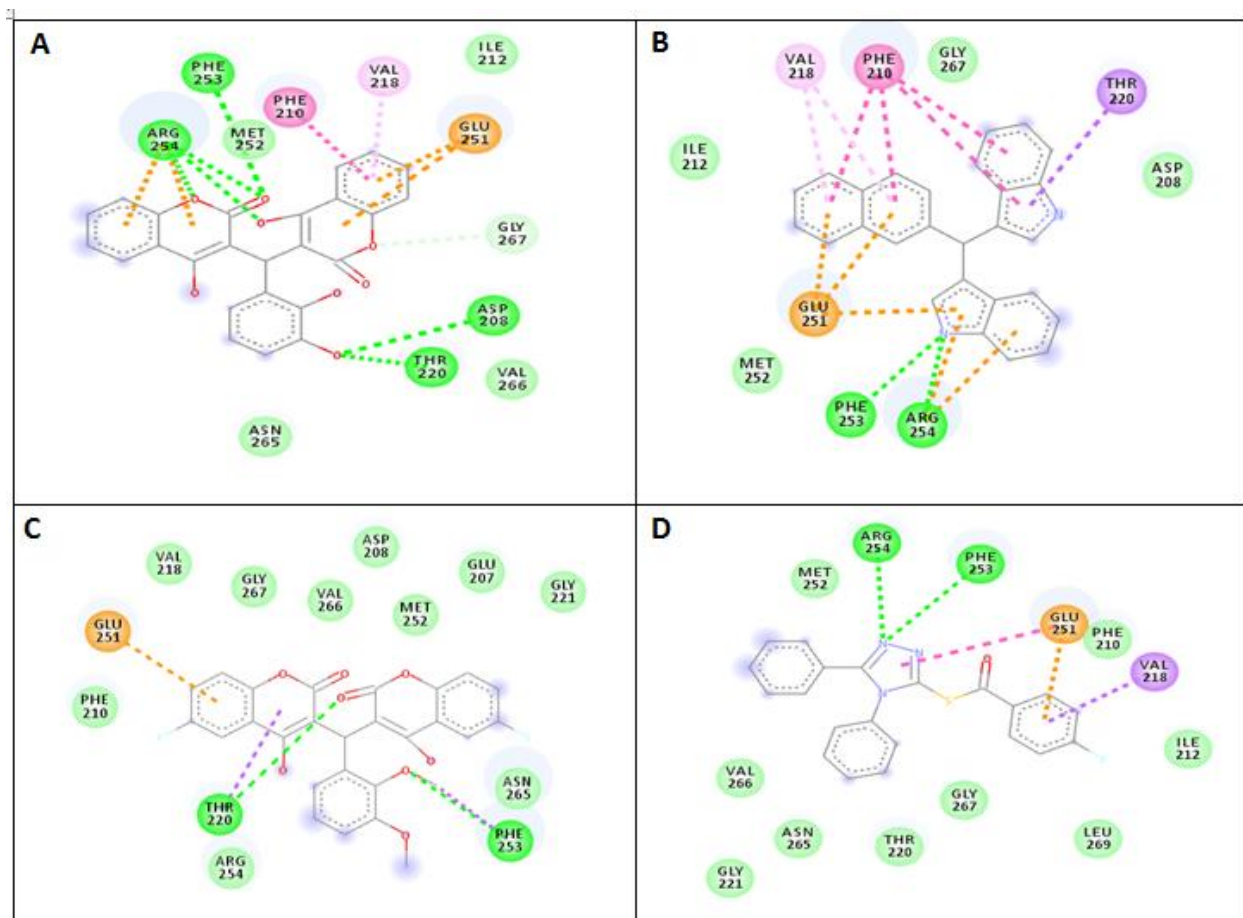 A
PHE
253
ILE
212
VAL
218
PHE
210
GLU
251
ARG
254
MET
252
GLY
267
ASP
208
THR
220
VAL
266
ASN
265
B
VAL
218
PHE
210
GLY
267
THR
220
ILE
212
ASP
208
N
GLU
251
N
MET
252
PHE
253
ARG
254
C
VAL
218
GLY
267
VAL
266
ASP
208
MET
252
GLU
207
GLY
221
GLU
251
PHE
210
THR
220
ARG
254
ASN
265
PHE
253
D
ARG
254
PHE
253
MET
252
GLU
251
PHE
210
VAL
218
N
N
N
O
S
ILE
212
VAL
266
ASN
265
GLY
221
THR
220
GLY
267
LEU
269